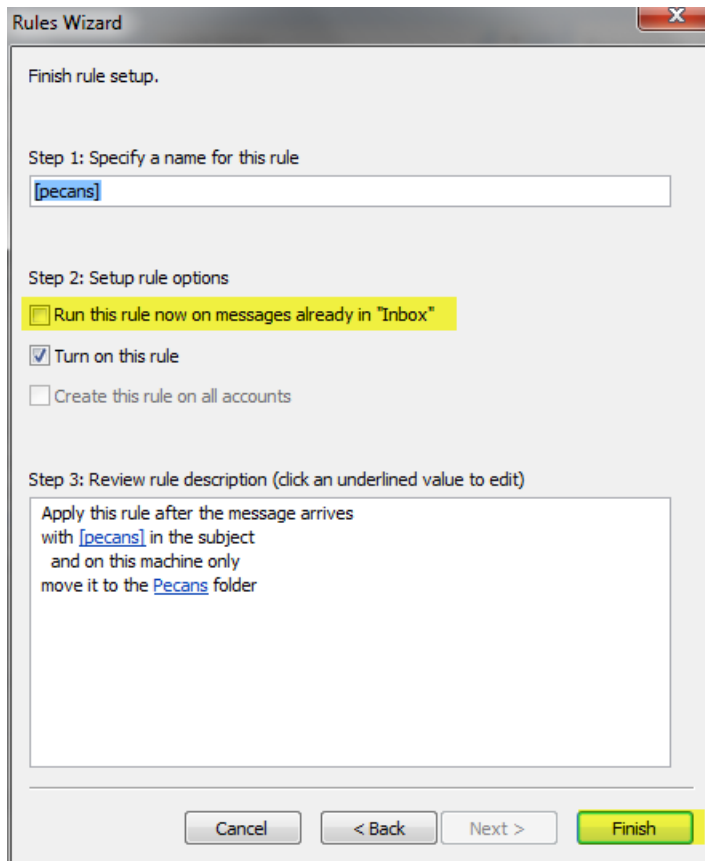 Rules Wizard
X
Finish rule setup.
Step 1: Specify a name for this rule
[pecans]
Step 2: Setup rule options
Run this rule now on messages already in "Inbox"
Turn on this rule
Create this rule on all accounts
Step 3: Review rule description (click an underlined value to edit)
Apply this rule after the message arrives
with [pecans] in the subject
and on this machine only
move it to the Pecans folder
Cancel < Back Next > Finish